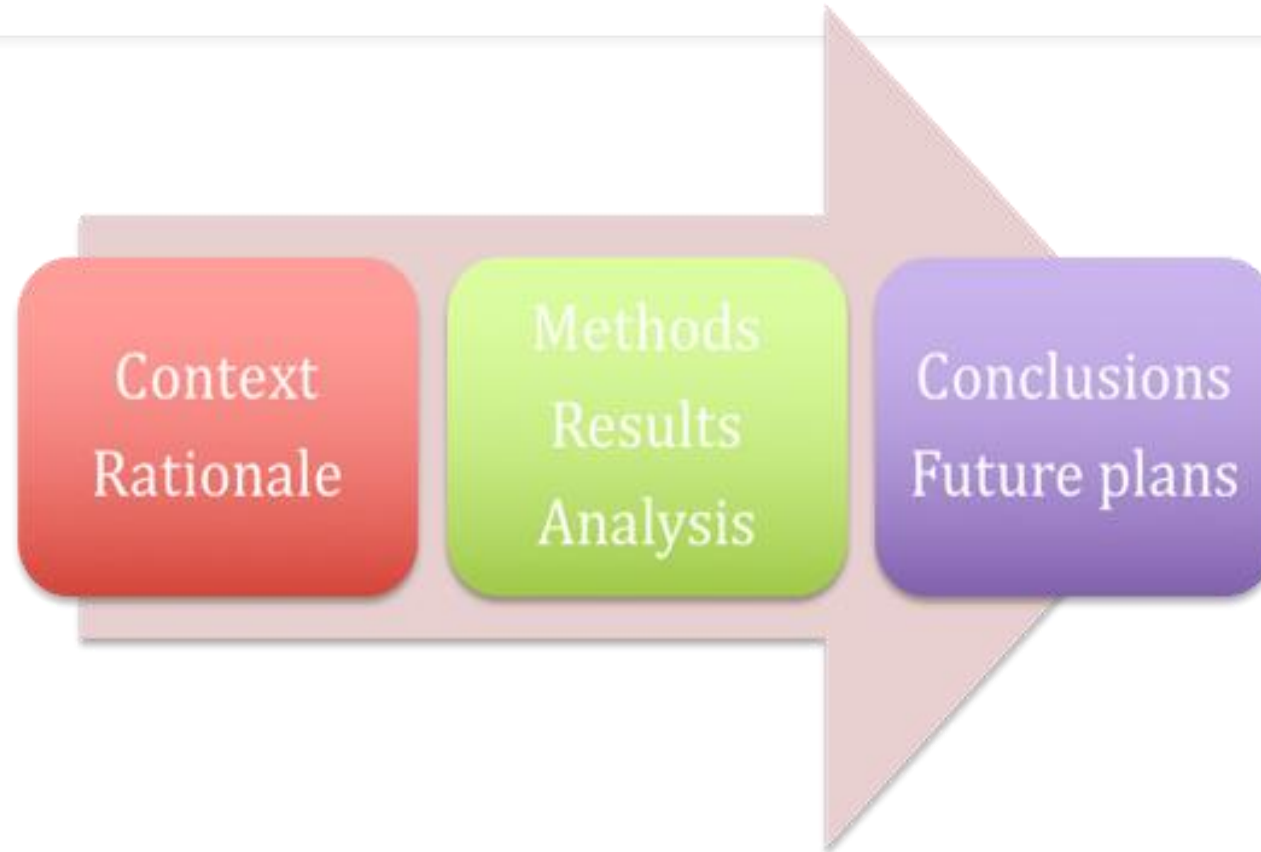 Context
Rationale
Methods
Results
Analysis
Conclusions
Future plans